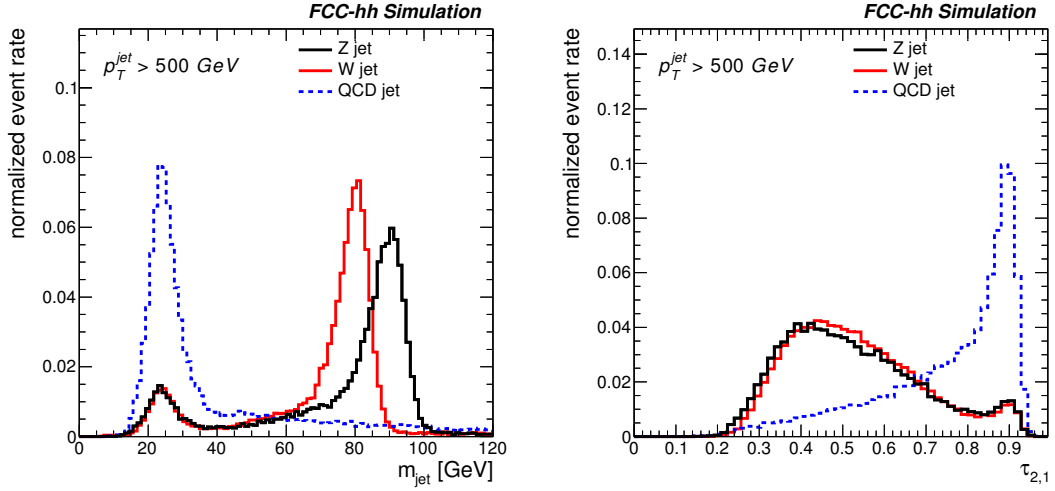 FCC-hh Simulation
normalized event rate
0.1
0.08
0.06
0.04
0.02
0
p_T^jet > 500 GeV
Z jet
W jet
QCD jet
0 20 40 60 80 100 120
m_jet [GeV]
FCC-hh Simulation
normalized event rate
0.14
0.12
0.1
0.08
0.06
0.04
0.02
0
p_T^jet > 500 GeV
Z jet
W jet
QCD jet
0 0.1 0.2 0.3 0.4 0.5 0.6 0.7 0.8 0.9
τ_2,1